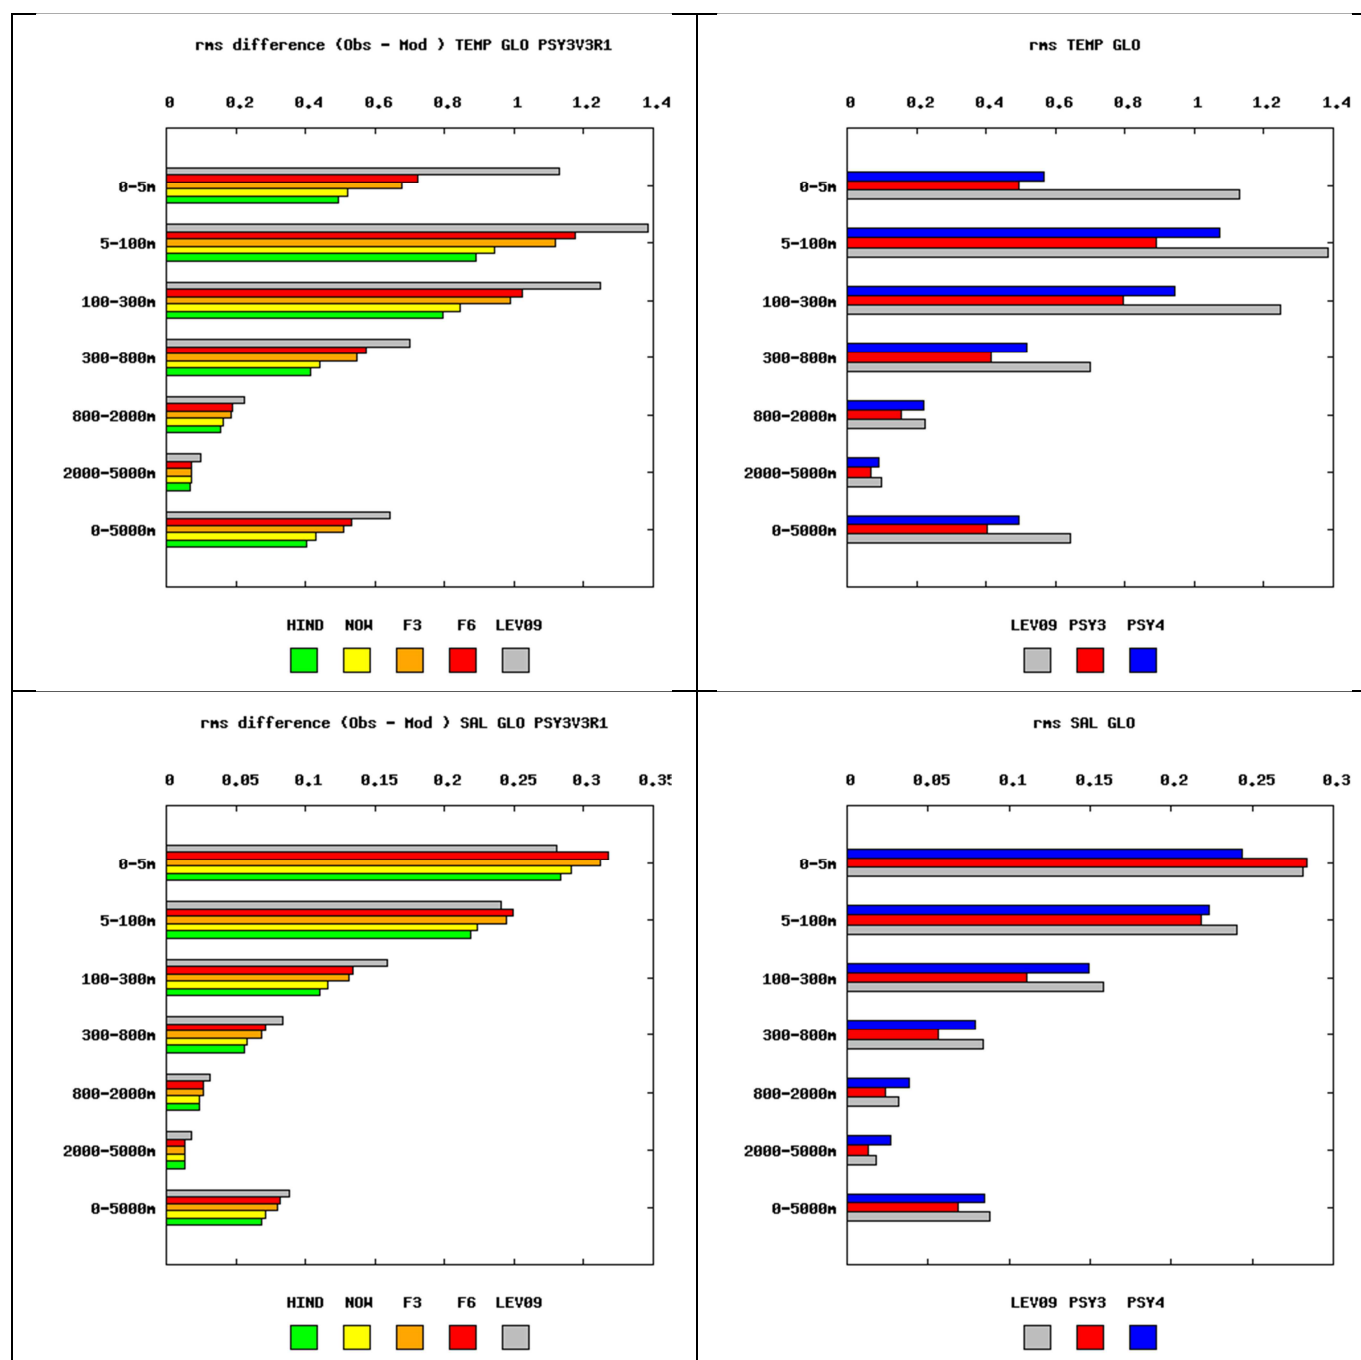 rms difference (Obs - Mod ) TEMP GLO PSY3V3R1
0 0.2 0.4 0.6 0.8 1 1.2 1.4
0-5m
5-100m
100-300m
300-800m
800-2000m
2000-5000m
0-5000m
HIND NOW F3 F6 LEV09
rms TEMP GLO
0 0.2 0.4 0.6 0.8 1 1.2 1.4
0-5m
5-100m
100-300m
300-800m
800-2000m
2000-5000m
0-5000m
LEV09 PSY3 PSY4
rms difference (Obs - Mod ) SAL GLO PSY3V3R1
0 0.05 0.1 0.15 0.2 0.25 0.3 0.35
0-5m
5-100m
100-300m
300-800m
800-2000m
2000-5000m
0-5000m
HIND NOW F3 F6 LEV09
rms SAL GLO
0 0.05 0.1 0.15 0.2 0.25 0.3
0-5m
5-100m
100-300m
300-800m
800-2000m
2000-5000m
0-5000m
LEV09 PSY3 PSY4